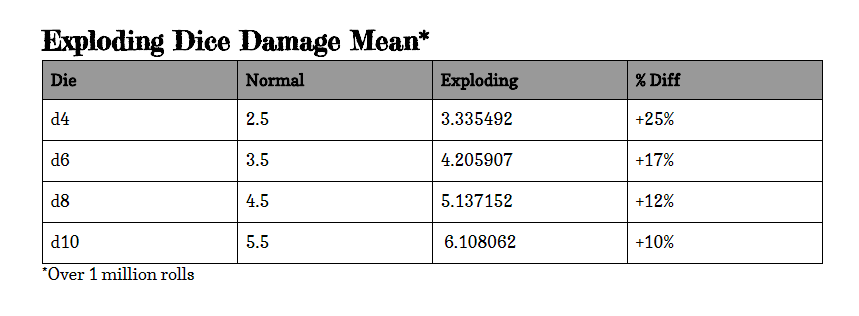 Exploding Dice Damage Mean*
Die Normal Exploding % Diff
d4 2.5 3.335492 +25%
d6 3.5 4.205907 +17%
d8 4.5 5.137152 +12%
d10 5.5 6.108062 +10%
*Over 1 million rolls